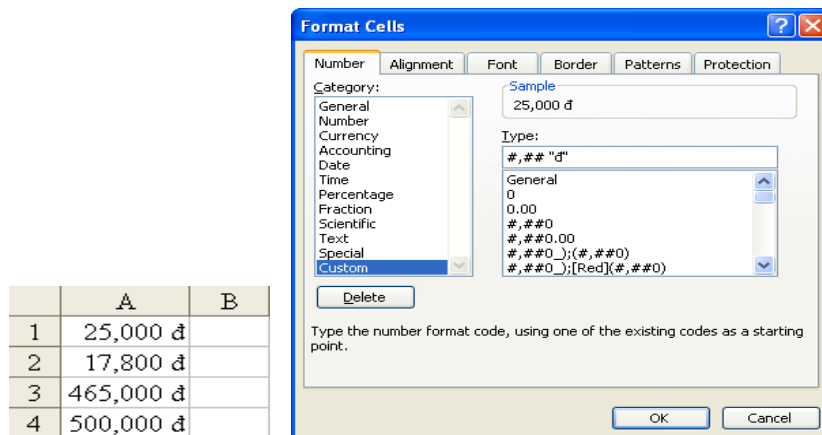 Format Cells
Number Alignment Font Border Patterns Protection
Category:
General
Number
Currency
Accounting
Date
Time
Percentage
Fraction
Scientific
Text
Special
Custom
Sample
25,000 đ
Type:
#,## "đ"
General
0
0.00
#,##0
#,##0.00
#,##0_);(#,##0)
#,##0_);[Red](#,##0)
Delete
Type the number format code, using one of the existing codes as a starting
point.
OK Cancel
A B
1 25,000 đ
2 17,800 đ
3 465,000 đ
4 500,000 đ